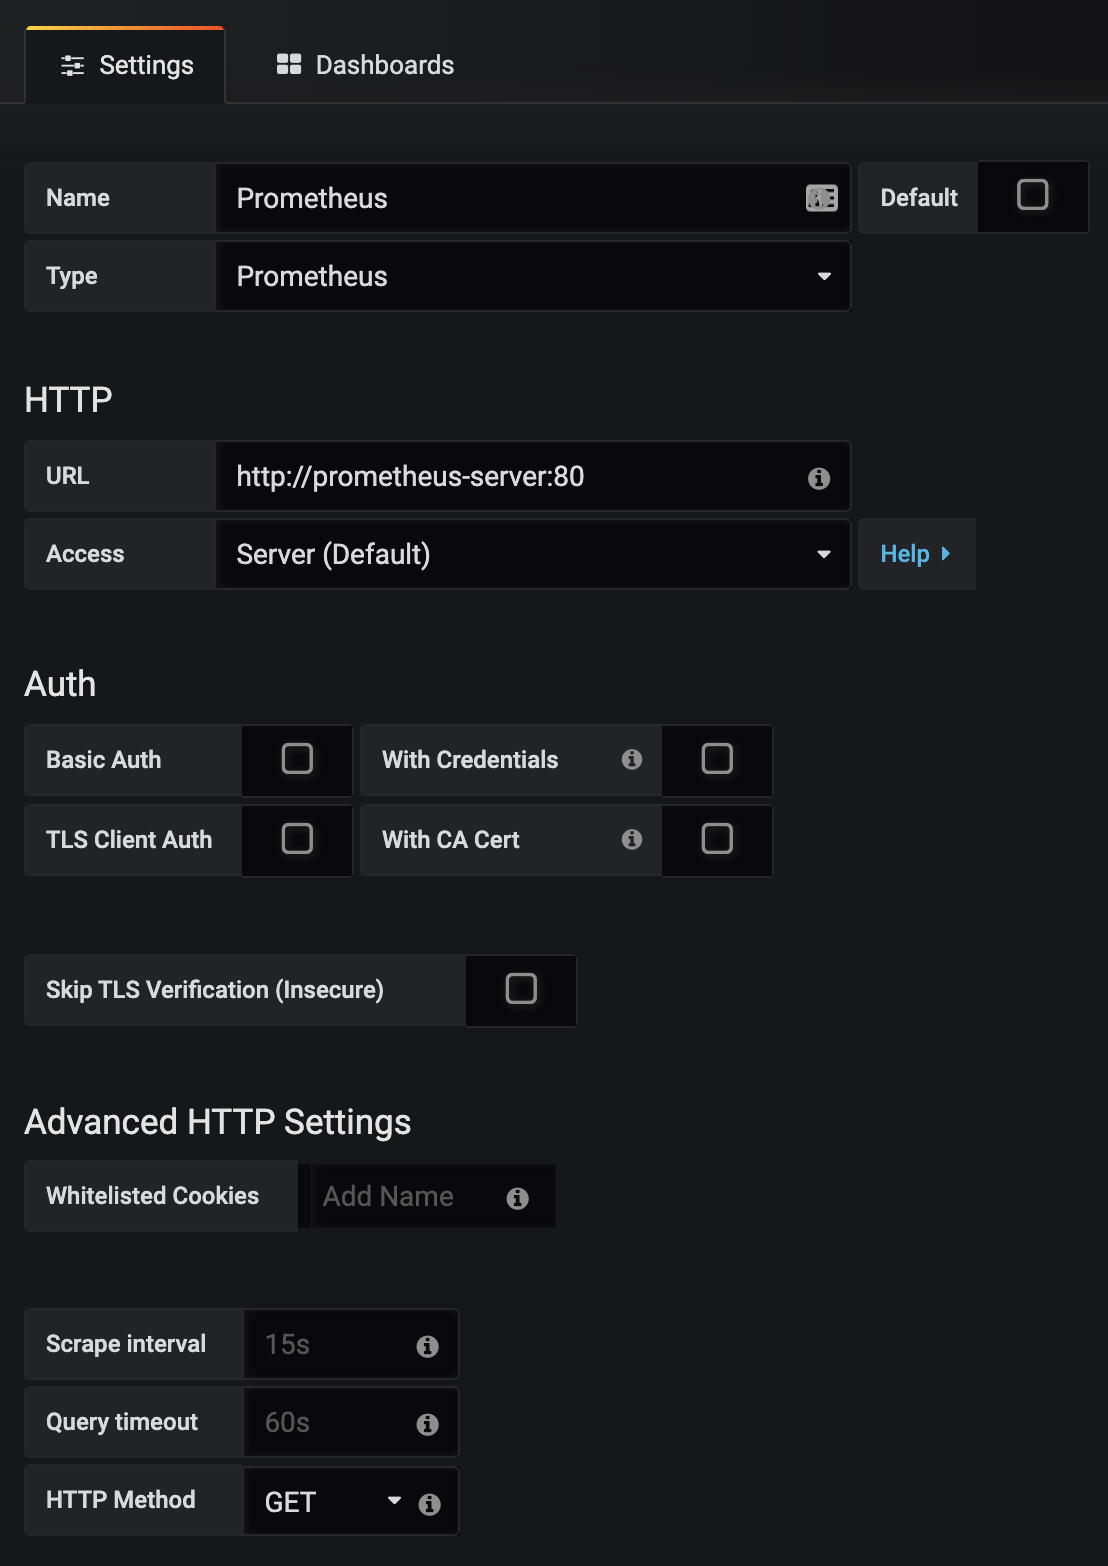 Settings Dashboards
Name Prometheus Default
Type Prometheus
HTTP
URL http://prometheus-server:80
Access Server (Default) Help
Auth
Basic Auth With Credentials
TLS Client Auth With CA Cert
Skip TLS Verification (Insecure)
Advanced HTTP Settings
Whitelisted Cookies Add Name
Scrape interval 15s
Query timeout 60s
HTTP Method GET